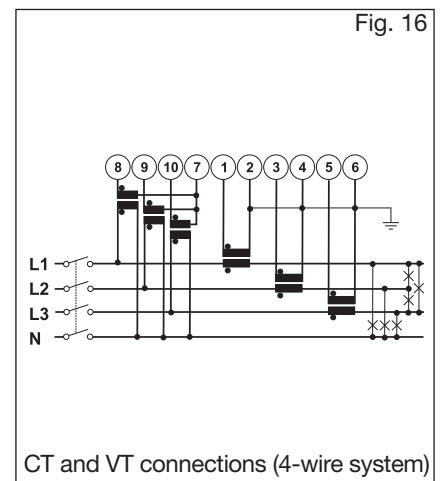 Fig. 16
8 9 10 7 1 2 3 4 5 6
L1
L2
L3
N
CT and VT connections (4-wire system)